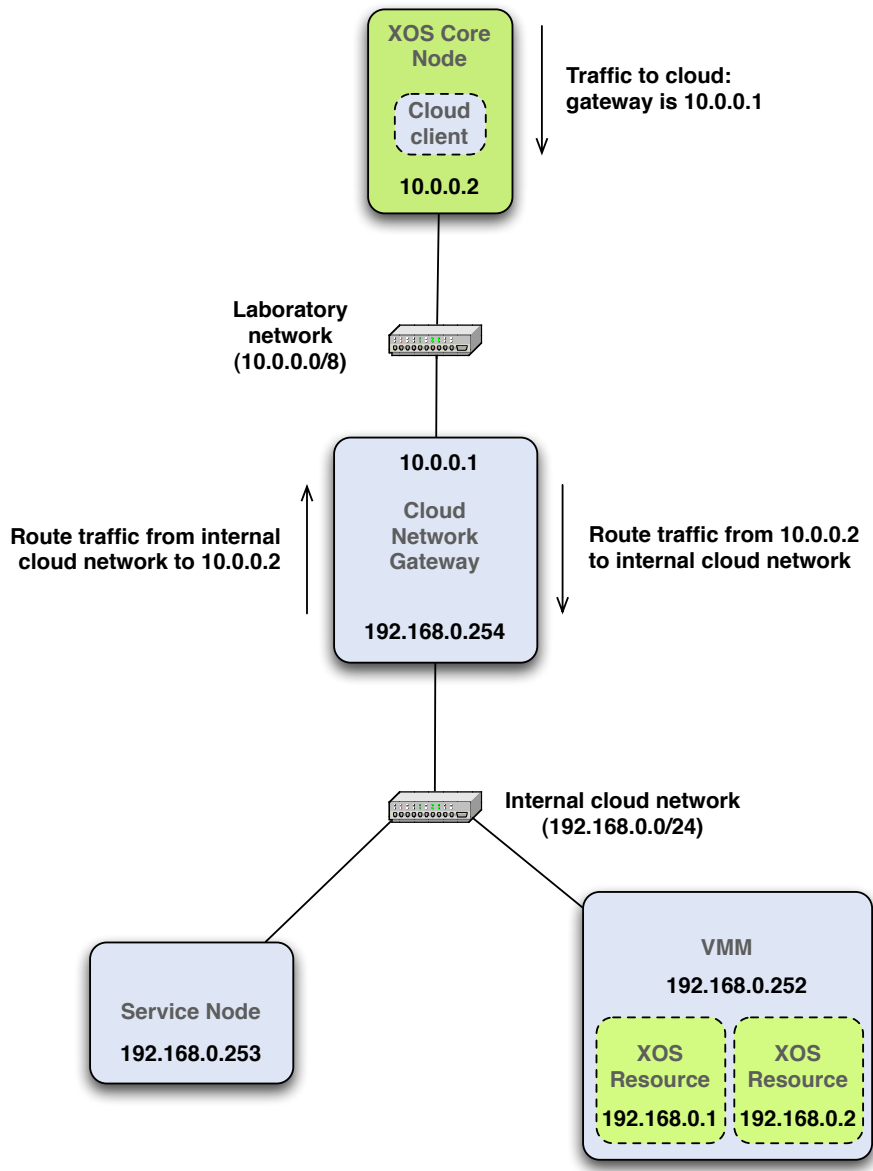 XOS Core
Node
Cloud
client
10.0.0.2
Traffic to cloud:
gateway is 10.0.0.1
Laboratory
network
(10.0.0.0/8)
10.0.0.1
Cloud
Network
Gateway
192.168.0.254
Route traffic from internal
cloud network to 10.0.0.2
Route traffic from 10.0.0.2
to internal cloud network
Internal cloud network
(192.168.0.0/24)
Service Node
192.168.0.253
VMM
192.168.0.252
XOS
Resource
192.168.0.1
XOS
Resource
192.168.0.2